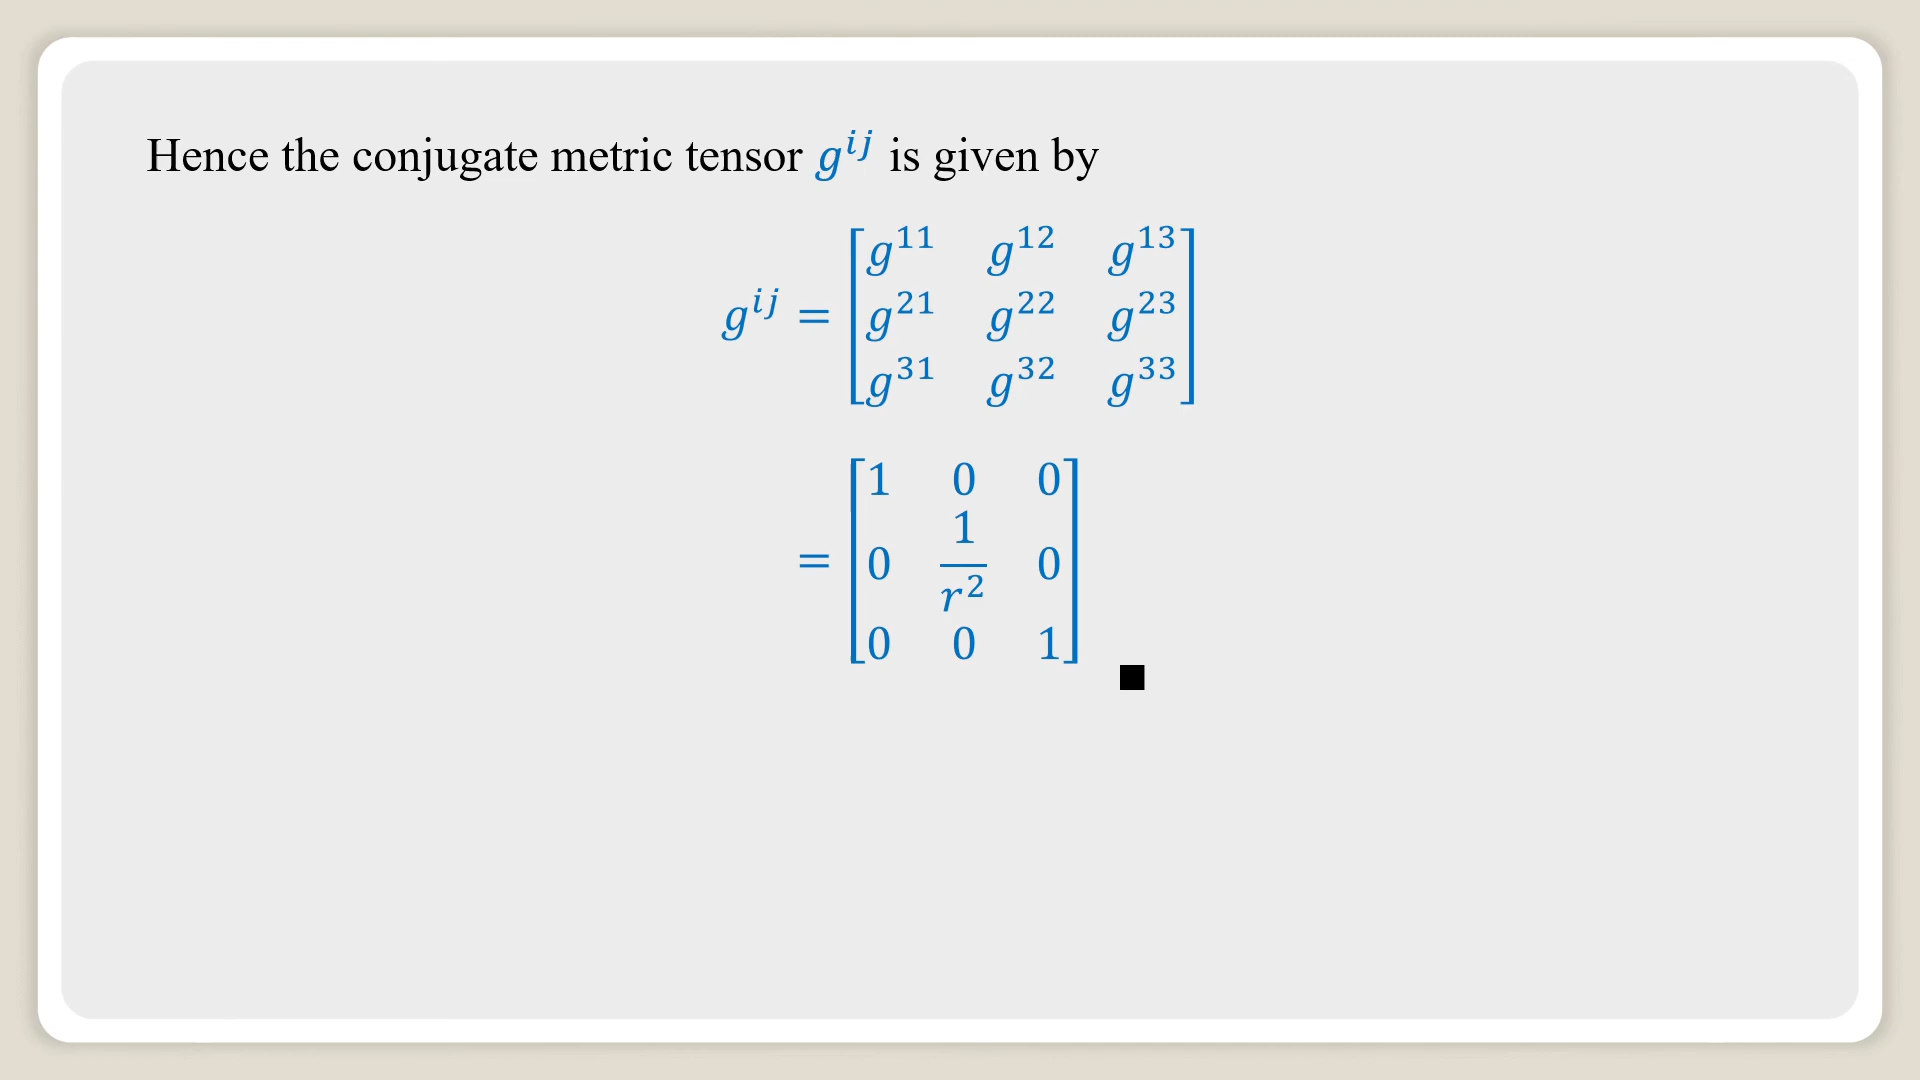 Hence the conjugate metric tensor g^{ij} is given by
g^{ij} = [g^{11} g^{12} g^{13}
g^{21} g^{22} g^{23}
g^{31} g^{32} g^{33}]
= [1 0 0
0 \frac{1}{r^2} 0
0 0 1]
■